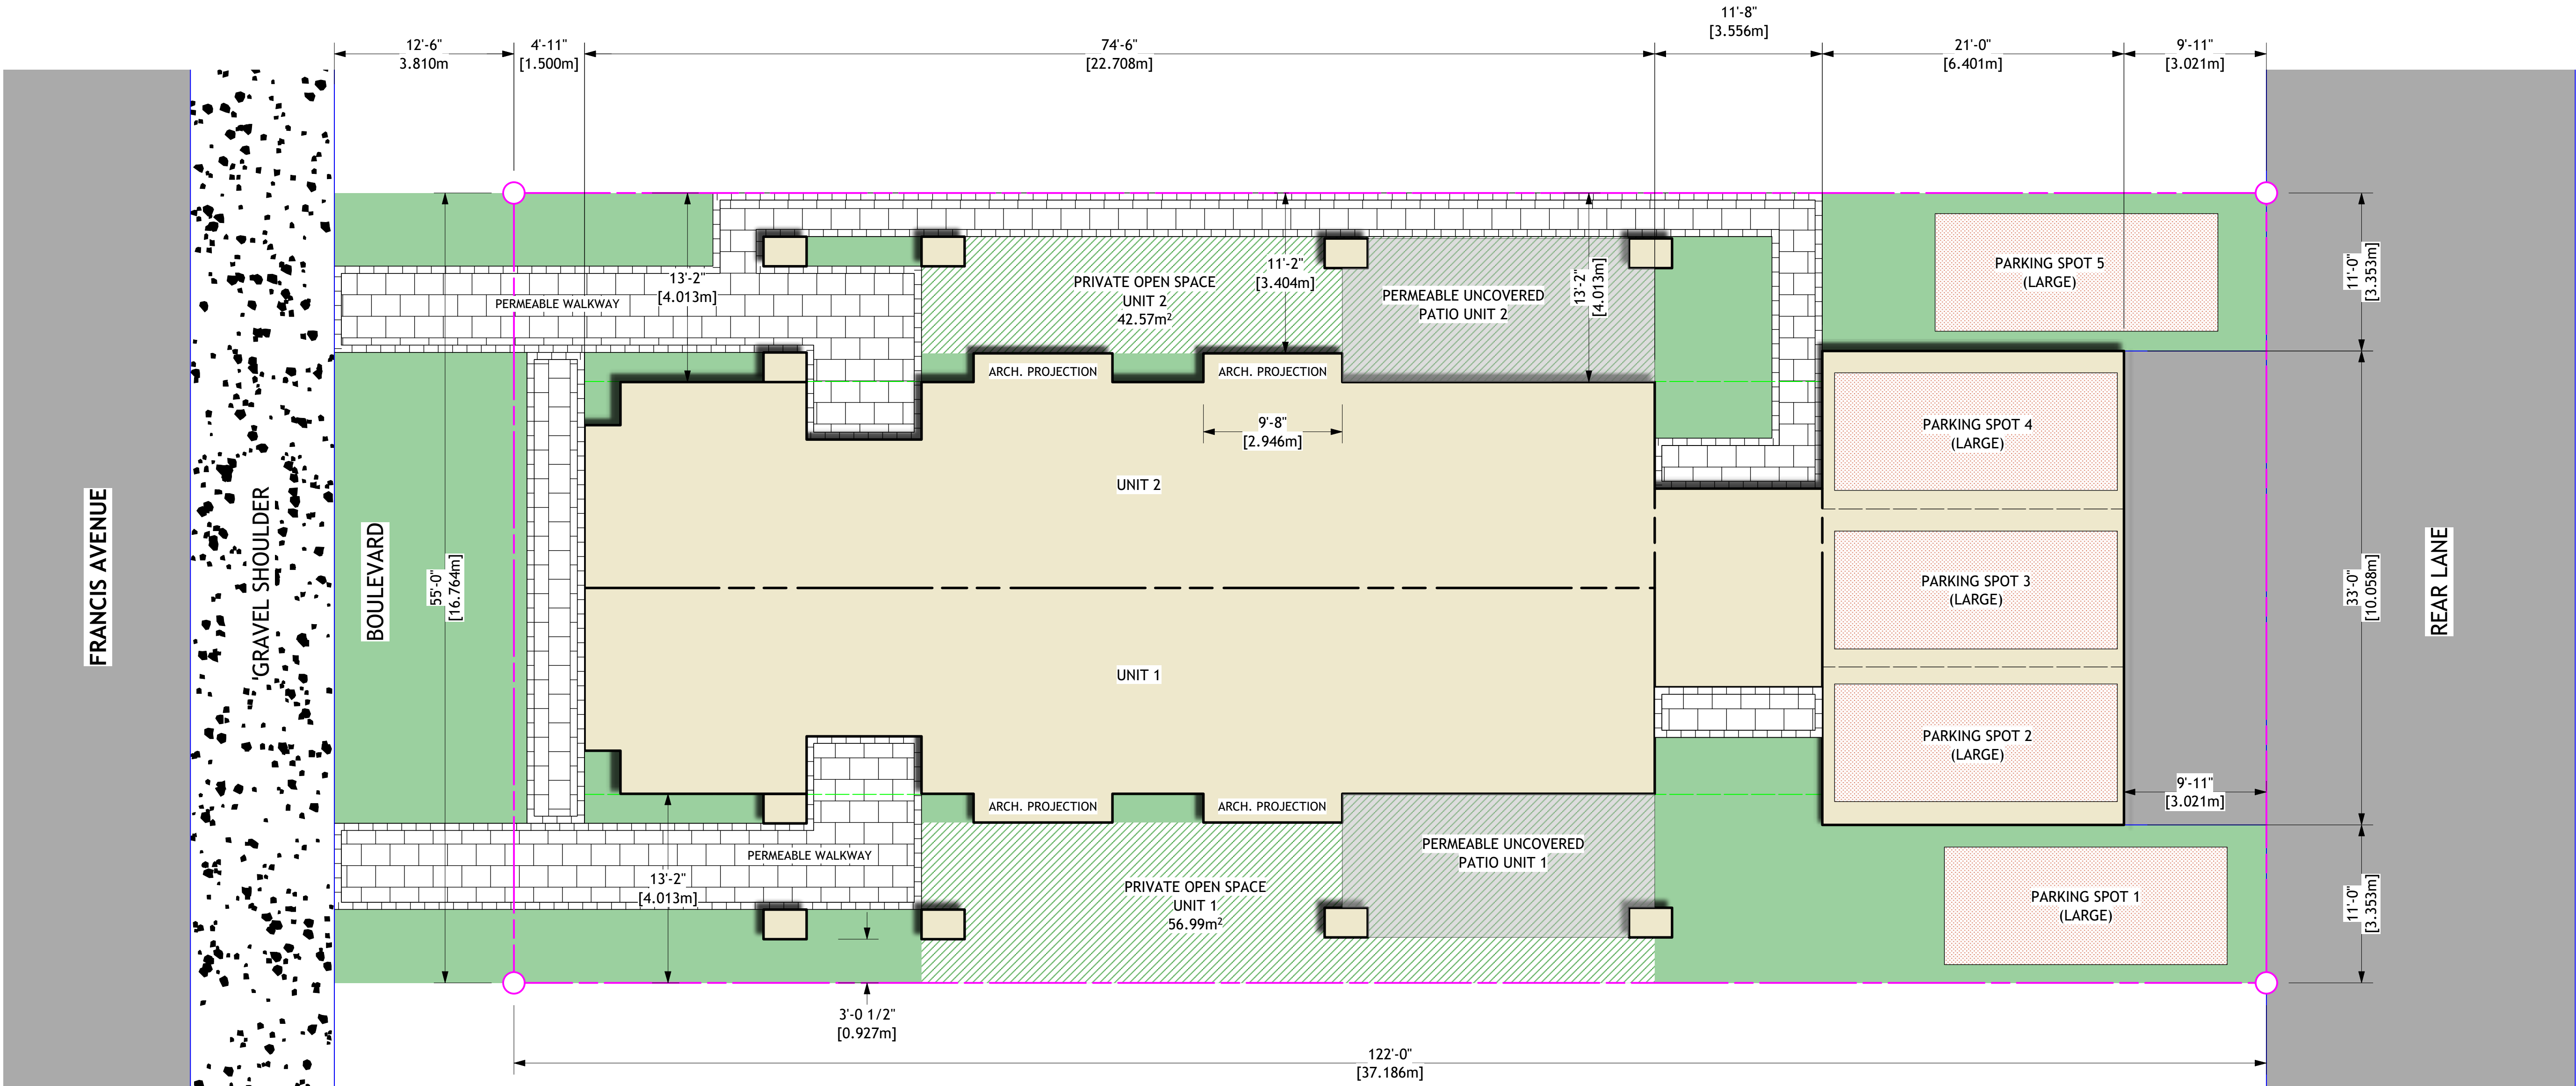 11'-8"
[3.556m]
12'-6"
3.810m
4'-11"
[1.500m]
74'-6"
[22.708m]
21'-0"
[6.401m]
9'-11"
[3.021m]
FRANCIS AVENUE
GRAVEL SHOULDER
BOULEVARD
55'-0"
[16.764m]
PERMEABLE WALKWAY
13'-2"
[4.013m]
PRIVATE OPEN SPACE
UNIT 2
42.57m²
11'-2"
[3.404m]
PERMEABLE UNCOVERED
PATIO UNIT 2
13'-2"
[4.013m]
PARKING SPOT 5
(LARGE)
11'-0"
[3.353m]
ARCH. PROJECTION
ARCH. PROJECTION
9'-8"
[2.946m]
PARKING SPOT 4
(LARGE)
UNIT 2
PARKING SPOT 3
(LARGE)
33'-0"
[10.058m]
REAR LANE
UNIT 1
PARKING SPOT 2
(LARGE)
9'-11"
[3.021m]
ARCH. PROJECTION
ARCH. PROJECTION
PERMEABLE WALKWAY
13'-2"
[4.013m]
PERMEABLE UNCOVERED
PATIO UNIT 1
PRIVATE OPEN SPACE
UNIT 1
56.99m²
PARKING SPOT 1
(LARGE)
11'-0"
[3.353m]
3'-0 1/2"
[0.927m]
122'-0"
[37.186m]